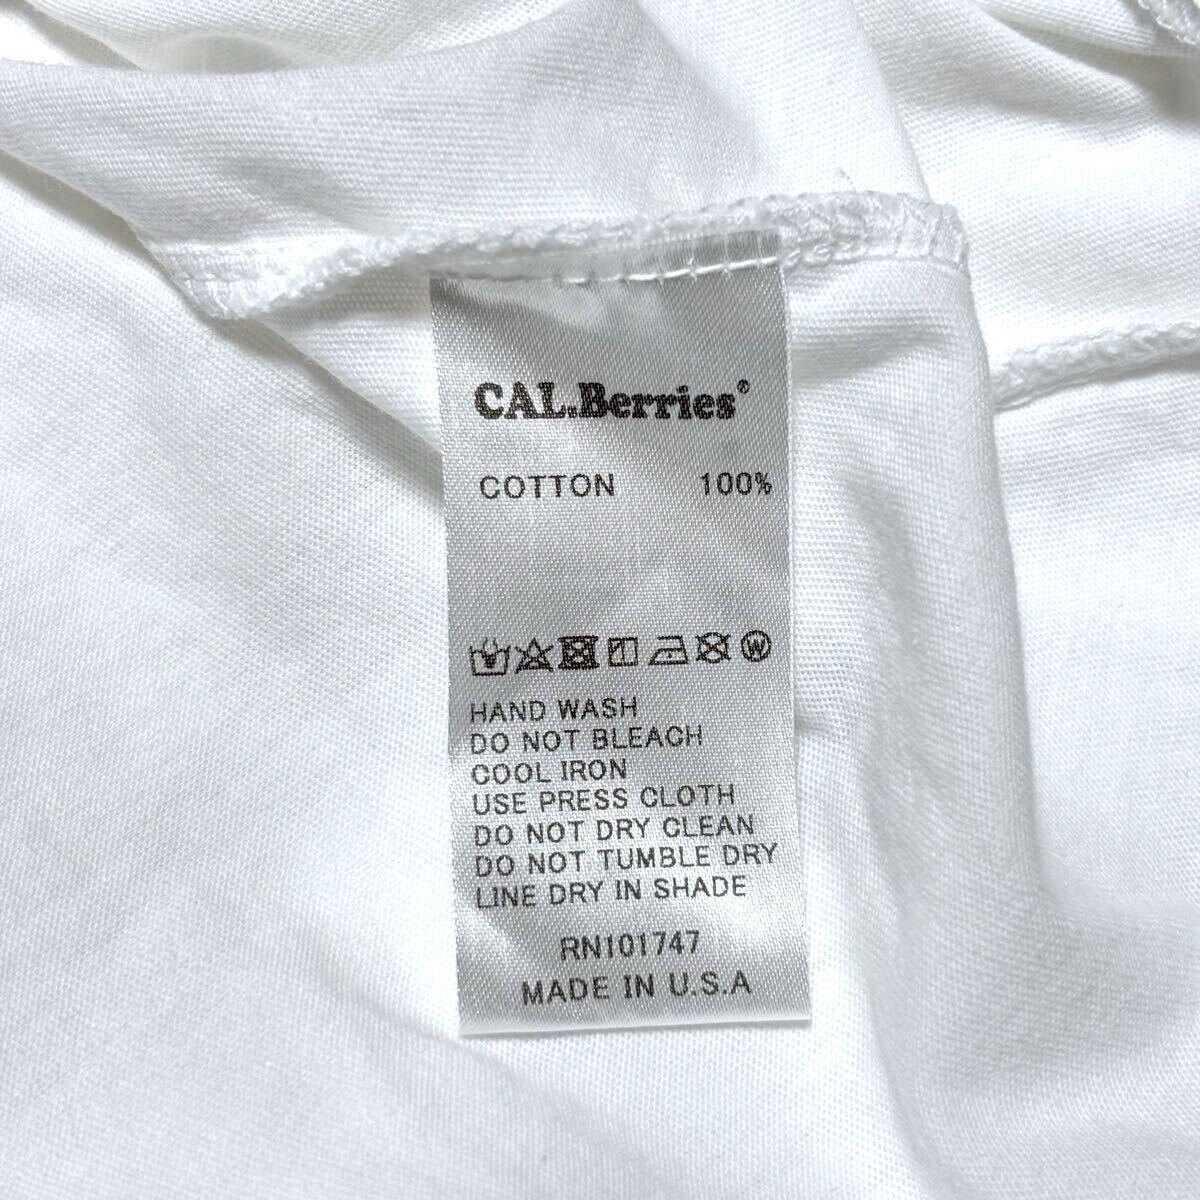 CAL.Berries®
COTTON 100%
W
HAND WASH
DO NOT BLEACH
COOL IRON
USE PRESS CLOTH
DO NOT DRY CLEAN
DO NOT TUMBLE DRY
LINE DRY IN SHADE
RN101747
MADE IN U.S.A